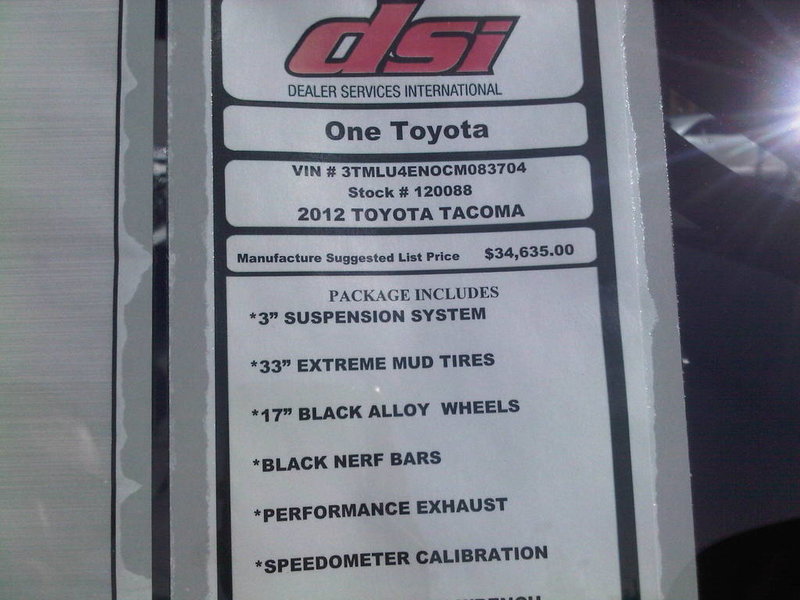 dsi
DEALER SERVICES INTERNATIONAL
One Toyota
VIN # 3TMLU4ENOCM083704
Stock # 120088
2012 TOYOTA TACOMA
Manufacture Suggested List Price $34,635.00
PACKAGE INCLUDES
*3” SUSPENSION SYSTEM
*33” EXTREME MUD TIRES
*17” BLACK ALLOY WHEELS
*BLACK NERF BARS
*PERFORMANCE EXHAUST
*SPEEDOMETER CALIBRATION